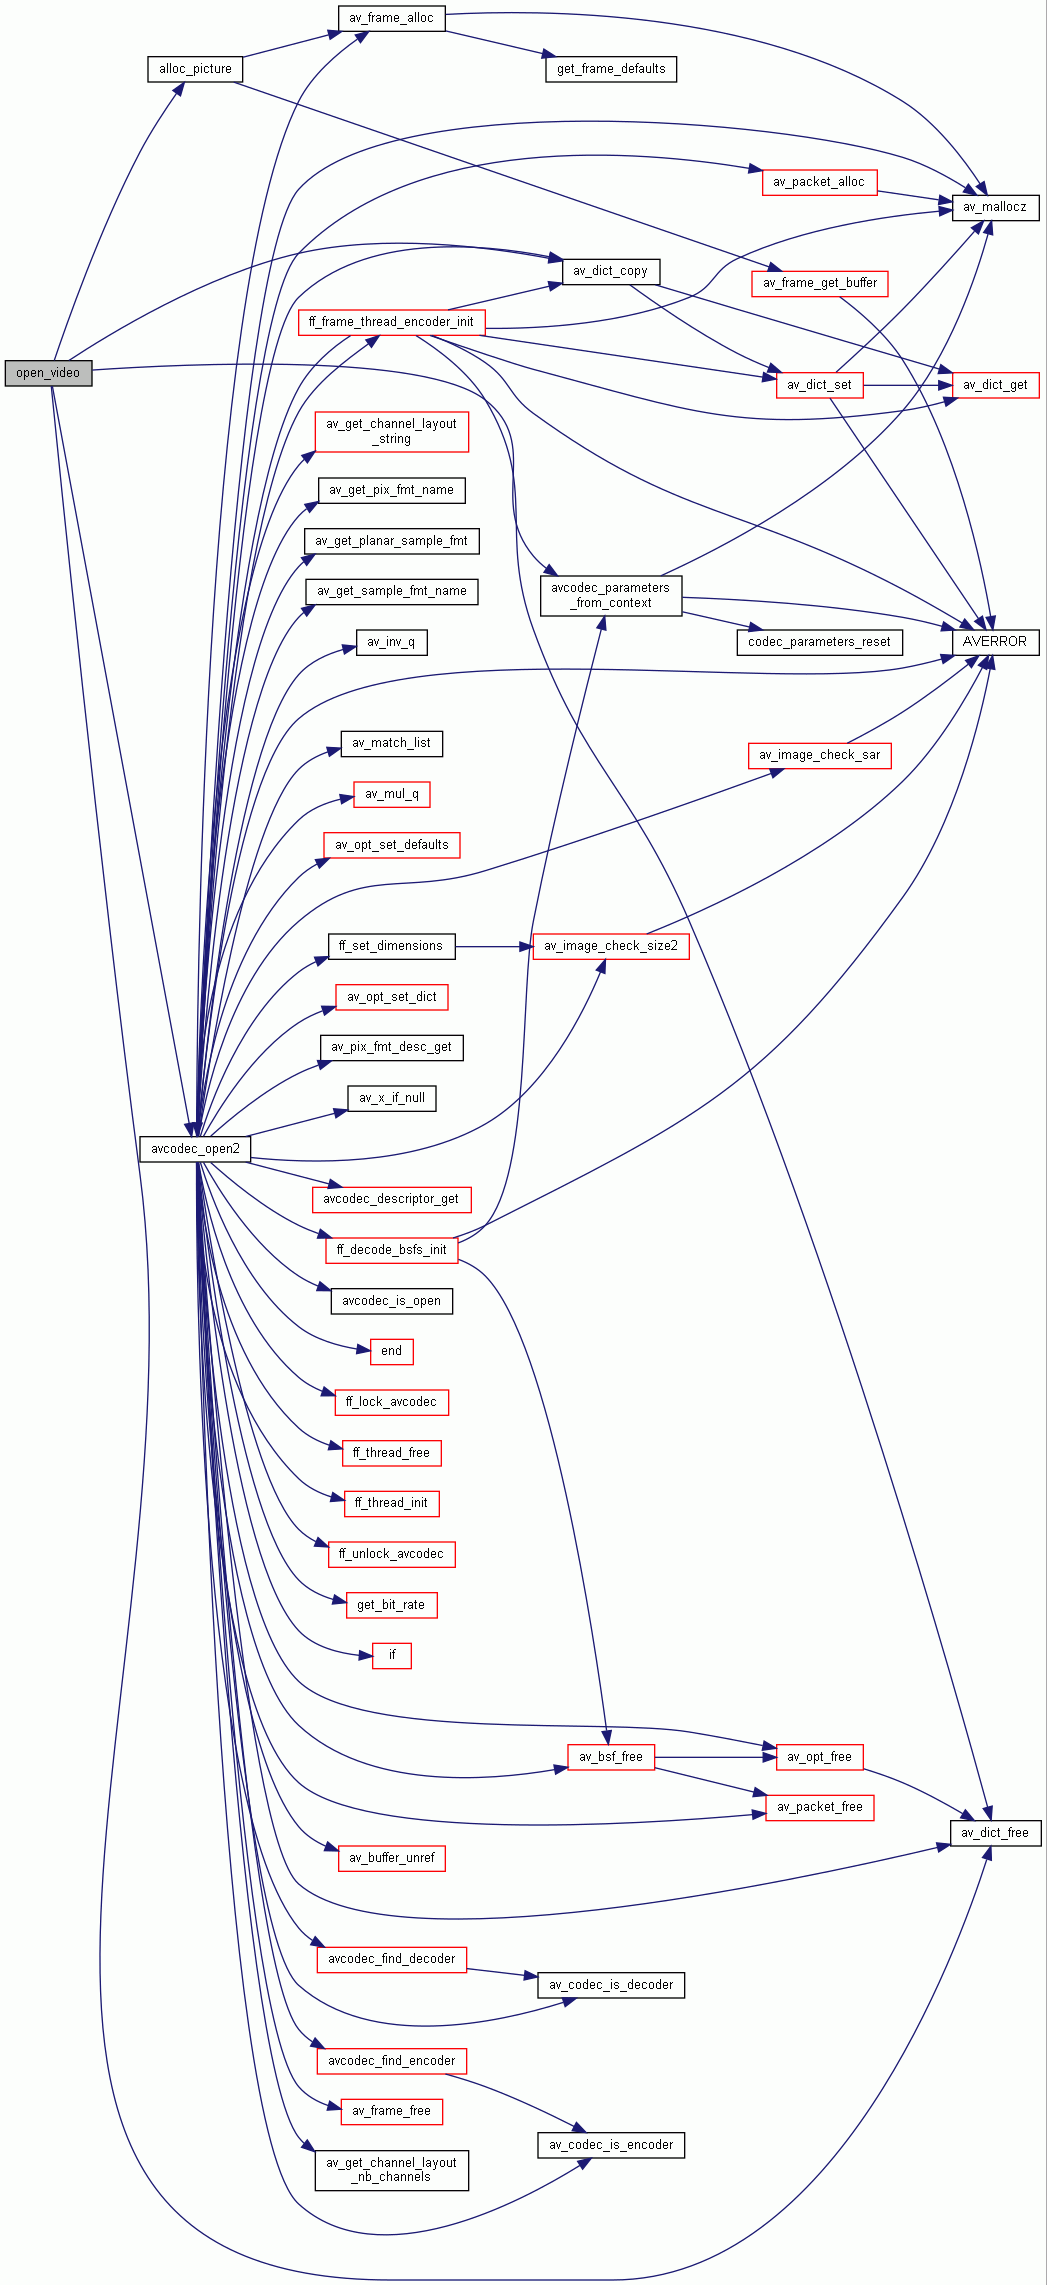 av_frame_alloc
alloc_picture
get_frame_defaults
av_packet_alloc
av_mallocz
av_dict_copy
av_frame_get_buffer
ff_frame_thread_encoder_init
open_video
av_dict_set
av_dict_get
av_get_channel_layout
_string
av_get_pix_fmt_name
av_get_planar_sample_fmt
av_get_sample_fmt_name
avcodec_parameters
_from_context
av_inv_q
codec_parameters_reset
AVERROR
av_match_list
av_image_check_sar
av_mul_q
av_opt_set_defaults
ff_set_dimensions
av_image_check_size2
av_opt_set_dict
av_pix_fmt_desc_get
av_x_if_null
avcodec_open2
avcodec_descriptor_get
ff_decode_bsfs_init
avcodec_is_open
end
ff_lock_avcodec
ff_thread_free
ff_thread_init
ff_unlock_avcodec
get_bit_rate
if
av_bsf_free
av_opt_free
av_packet_free
av_dict_free
av_buffer_unref
avcodec_find_decoder
av_codec_is_decoder
avcodec_find_encoder
av_frame_free
av_codec_is_encoder
av_get_channel_layout
_nb_channels